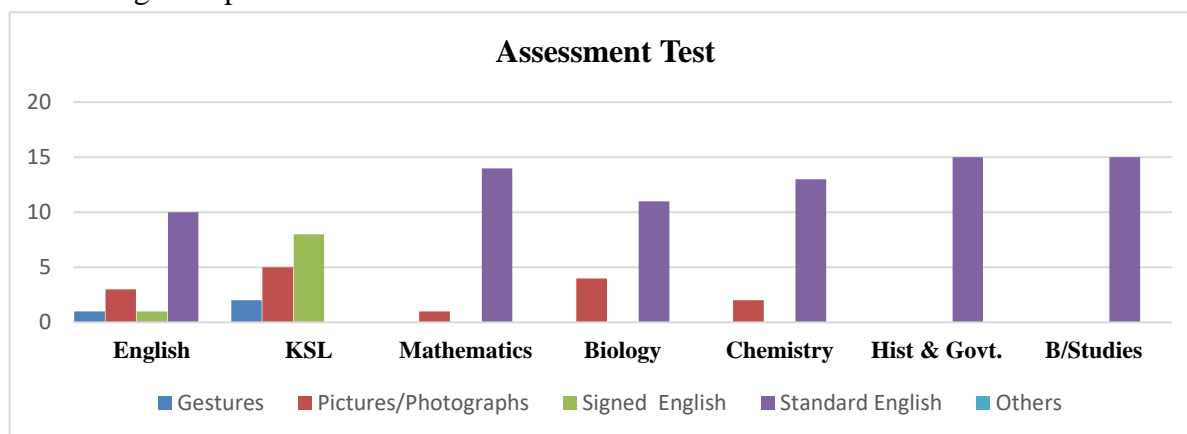 Assessment Test
20
15
10
5
0
English KSL Mathematics Biology Chemistry Hist & Govt. B/Studies
Gestures Pictures/Photographs Signed English Standard English Others